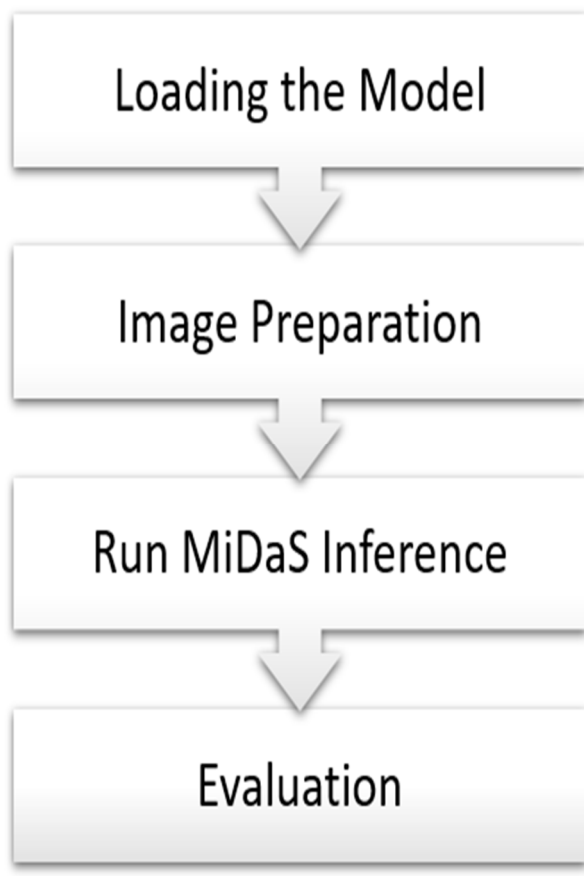 Loading the Model
Image Preparation
Run MiDaS Inference
Evaluation